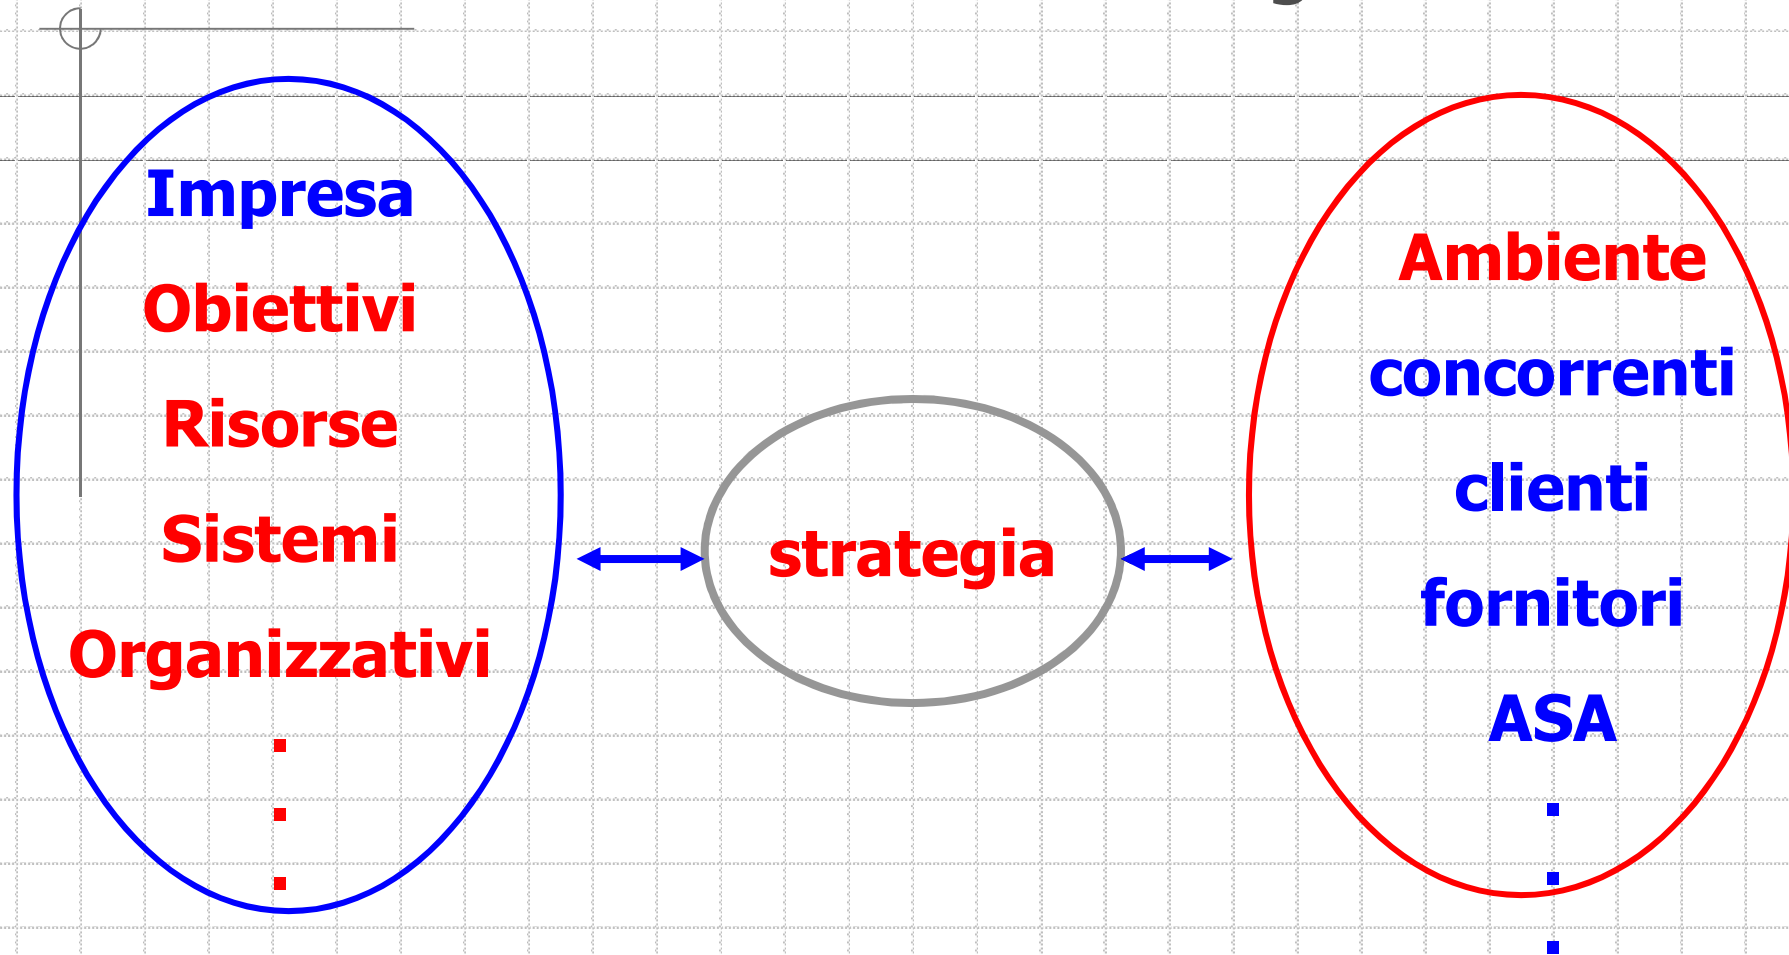 Impresa
Obiettivi
Risorse
Sistemi
Organizzativi
.
.
.
strategia
Ambiente
concorrenti
clienti
fornitori
ASA
.
.
.